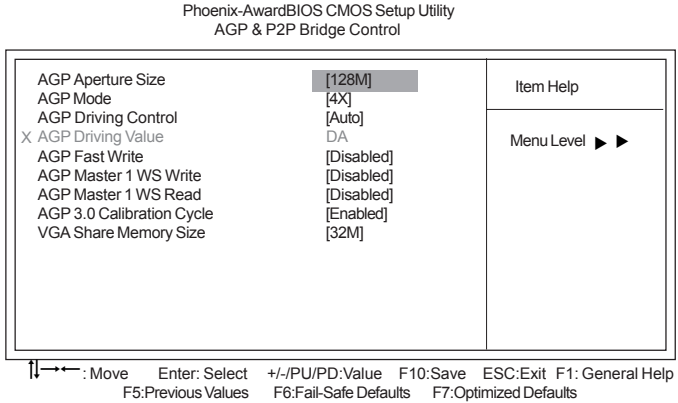 Phoenix-AwardBIOS CMOS Setup Utility
AGP & P2P Bridge Control
AGP Aperture Size [128M]
AGP Mode [4X]
AGP Driving Control [Auto]
X AGP Driving Value DA
AGP Fast Write [Disabled]
AGP Master 1 WS Write [Disabled]
AGP Master 1 WS Read [Disabled]
AGP 3.0 Calibration Cycle [Enabled]
VGA Share Memory Size [32M]
Item Help
Menu Level ▶ ▶
↑↓→← : Move Enter: Select +/-/PU/PD:Value F10:Save ESC:Exit F1: General Help
F5:Previous Values F6:Fail-Safe Defaults F7:Optimized Defaults